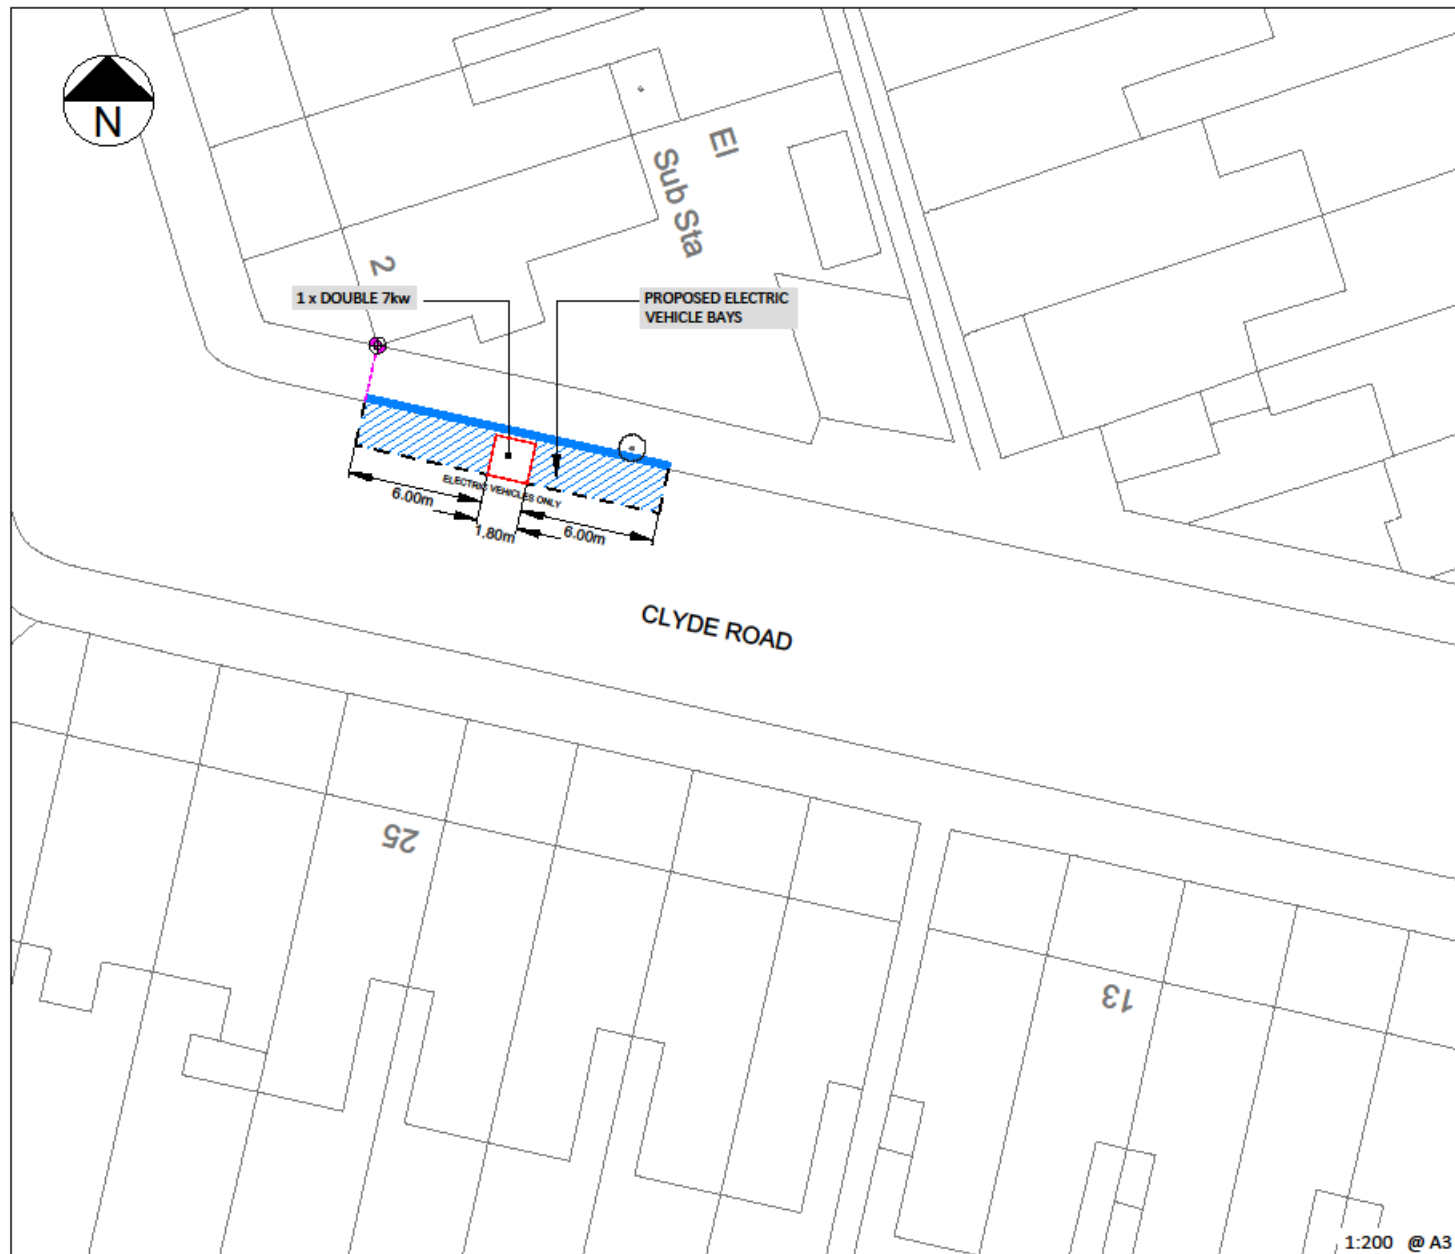 N
El
Sub Sta
2
1 x DOUBLE 7kw
PROPOSED ELECTRIC
VEHICLE BAYS
ELECTRIC VEHICLES ONLY
6.00m
1.80m
6.00m
CLYDE ROAD
25
13
1:200 @ A3